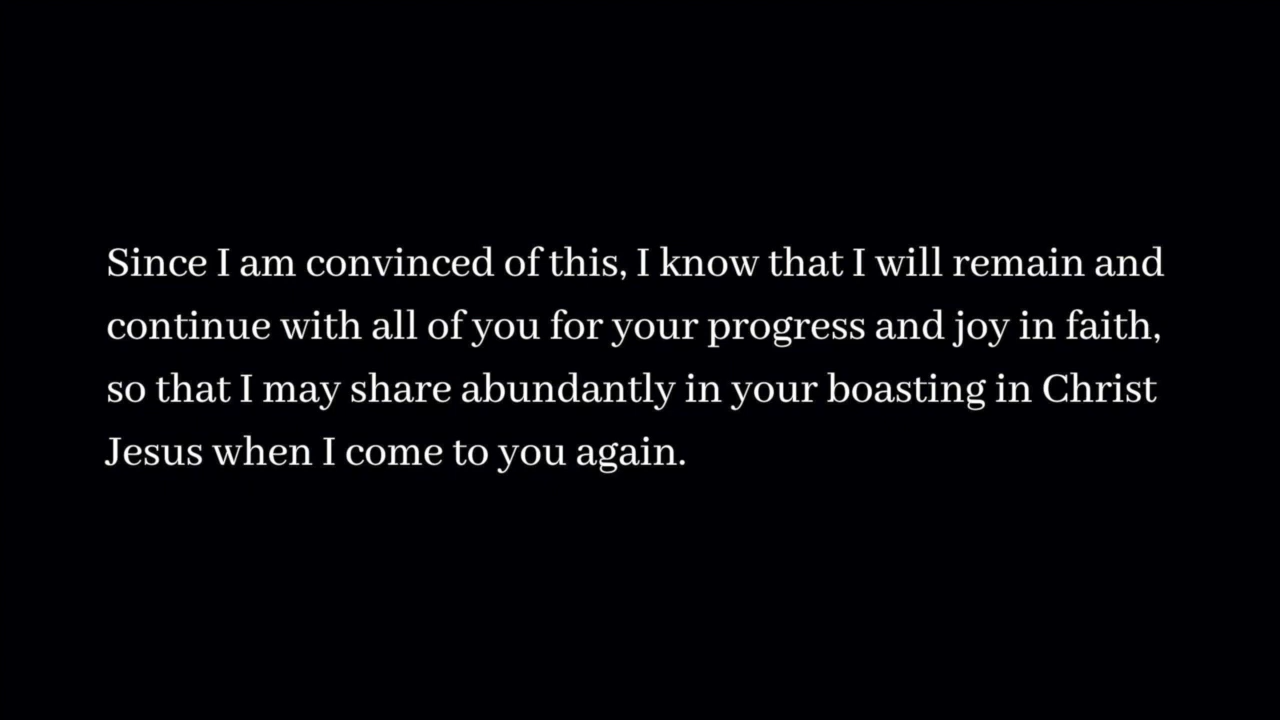 Since I am convinced of this, I know that I will remain and
continue with all of you for your progress and joy in faith,
so that I may share abundantly in your boasting in Christ
Jesus when I come to you again.